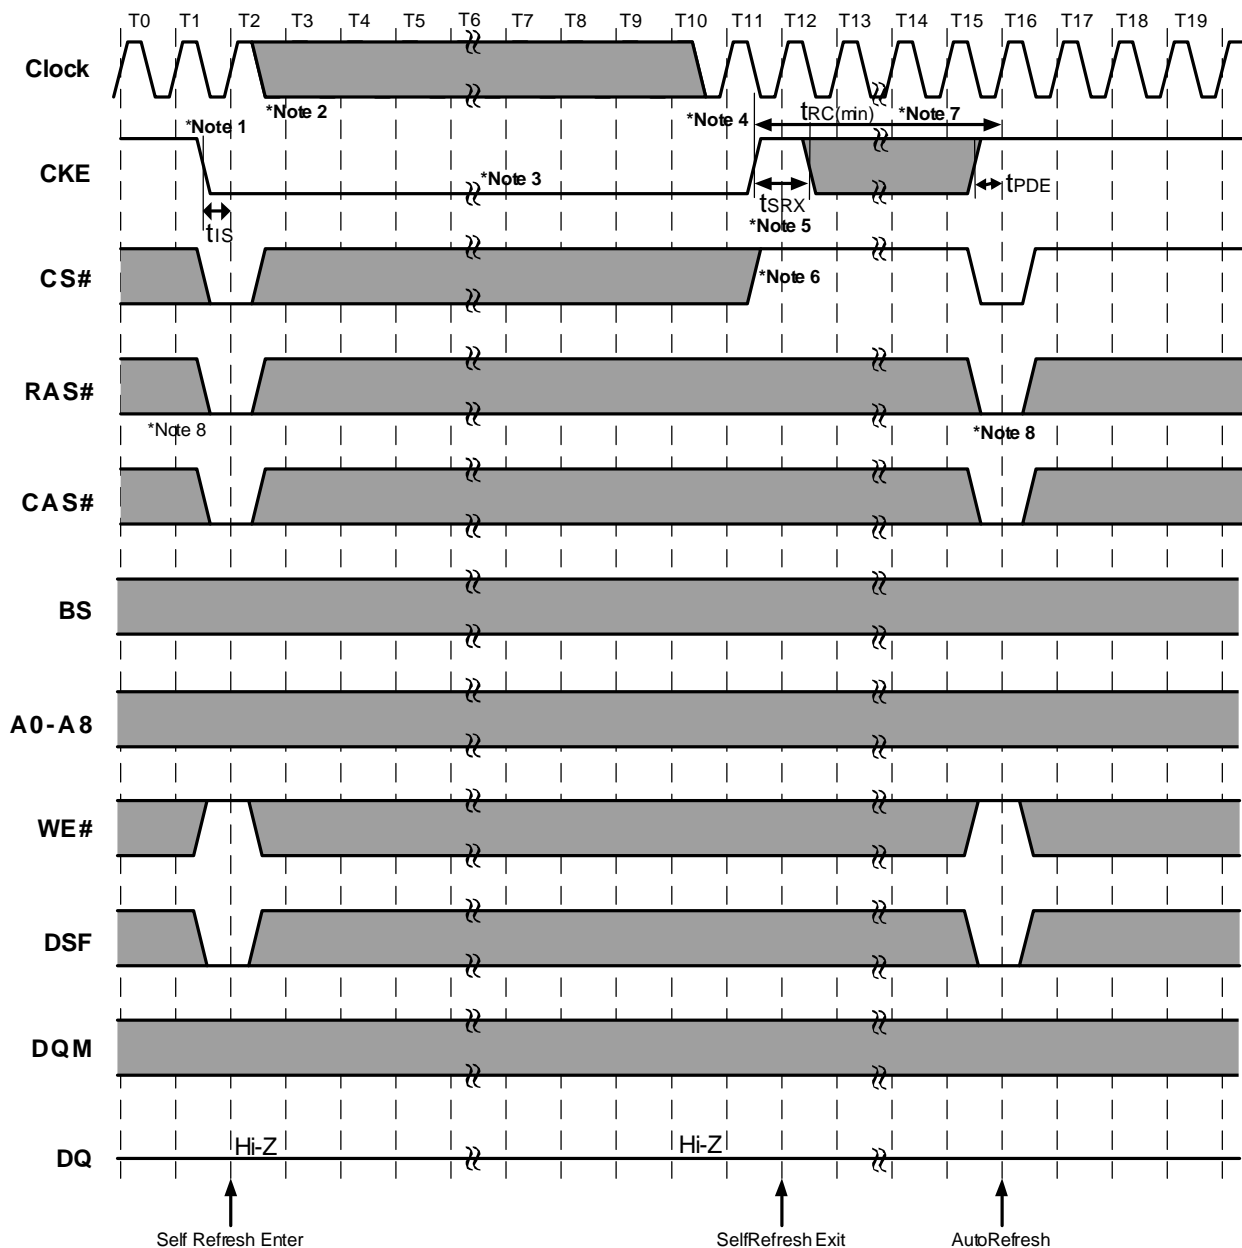 T0 T1 T2 T3 T4 T5 T6 T7 T8 T9 T10 T11 T12 T13 T14 T15 T16 T17 T18 T19
Clock
*Note 2
*Note 4
tRC(min)
*Note 7
*Note 1
CKE
*Note 3
tSRX
tPDE
tIS
*Note 5
CS#
*Note 6
RAS#
*Note 8
*Note 8
CAS#
BS
A0-A8
WE#
DSF
DQM
Hi-Z
Hi-Z
DQ
Self Refresh Enter
SelfRefresh Exit
AutoRefresh